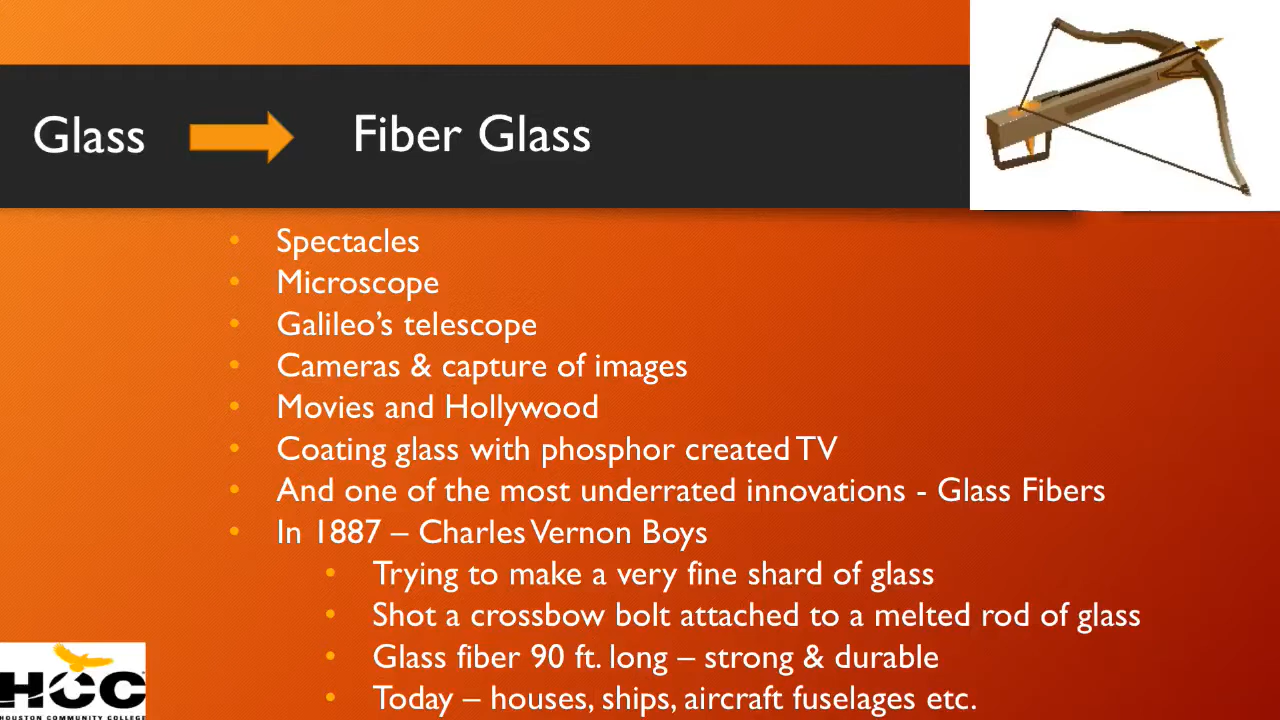 Glass
Fiber Glass
• Spectacles
• Microscope
• Galileo’s telescope
• Cameras & capture of images
• Movies and Hollywood
• Coating glass with phosphor created TV
• And one of the most underrated innovations - Glass Fibers
• In 1887 – Charles Vernon Boys
• Trying to make a very fine shard of glass
• Shot a crossbow bolt attached to a melted rod of glass
• Glass fiber 90 ft. long – strong & durable
• Today – houses, ships, aircraft fuselages etc.
HCC
HOUSTON COMMUNITY COLLEGE